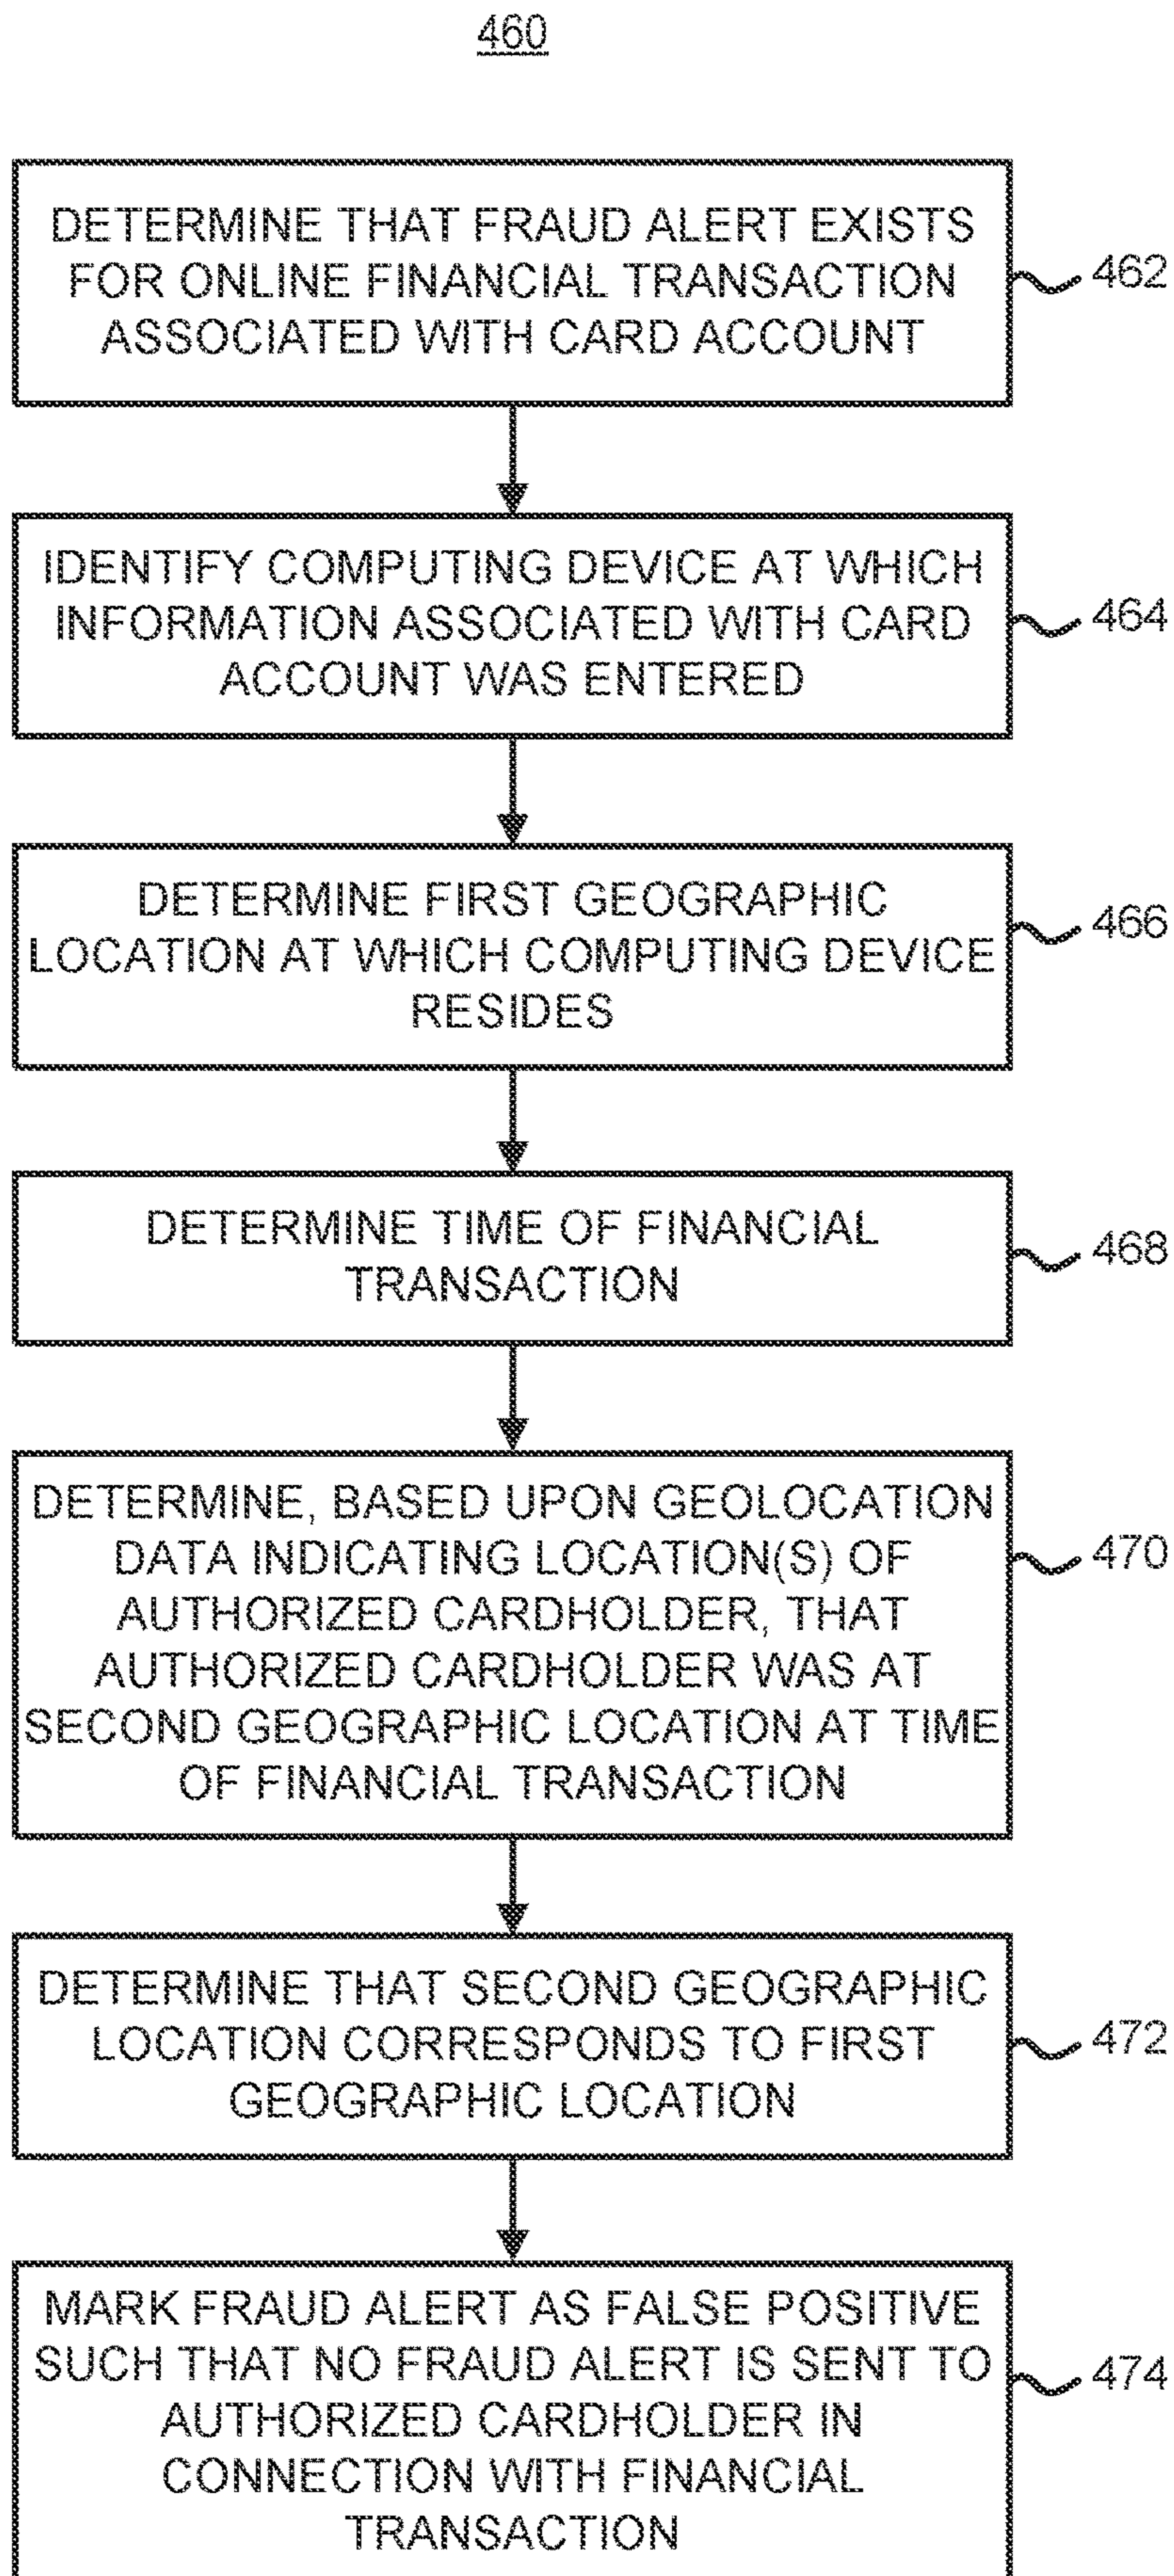 460
DETERMINE THAT FRAUD ALERT EXISTS
FOR ONLINE FINANCIAL TRANSACTION
ASSOCIATED WITH CARD ACCOUNT
462
IDENTIFY COMPUTING DEVICE AT WHICH
INFORMATION ASSOCIATED WITH CARD
ACCOUNT WAS ENTERED
464
DETERMINE FIRST GEOGRAPHIC
LOCATION AT WHICH COMPUTING DEVICE
RESIDES
466
DETERMINE TIME OF FINANCIAL
TRANSACTION
468
DETERMINE, BASED UPON GEOLOCATION
DATA INDICATING LOCATION(S) OF
AUTHORIZED CARDHOLDER, THAT
AUTHORIZED CARDHOLDER WAS AT
SECOND GEOGRAPHIC LOCATION AT TIME
OF FINANCIAL TRANSACTION
470
DETERMINE THAT SECOND GEOGRAPHIC
LOCATION CORRESPONDS TO FIRST
GEOGRAPHIC LOCATION
472
MARK FRAUD ALERT AS FALSE POSITIVE
SUCH THAT NO FRAUD ALERT IS SENT TO
AUTHORIZED CARDHOLDER IN
CONNECTION WITH FINANCIAL
TRANSACTION
474